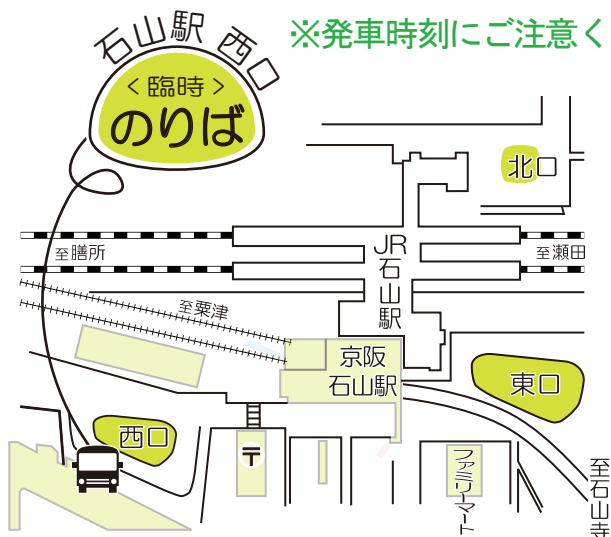 石山駅 西口
※発車時刻にご注意く
＜臨時＞
のりば
北口
至膳所
JR石山駅
至瀬田
至粟津
京阪
石山駅
東口
西口
〒
ファミリーマート
至石山寺